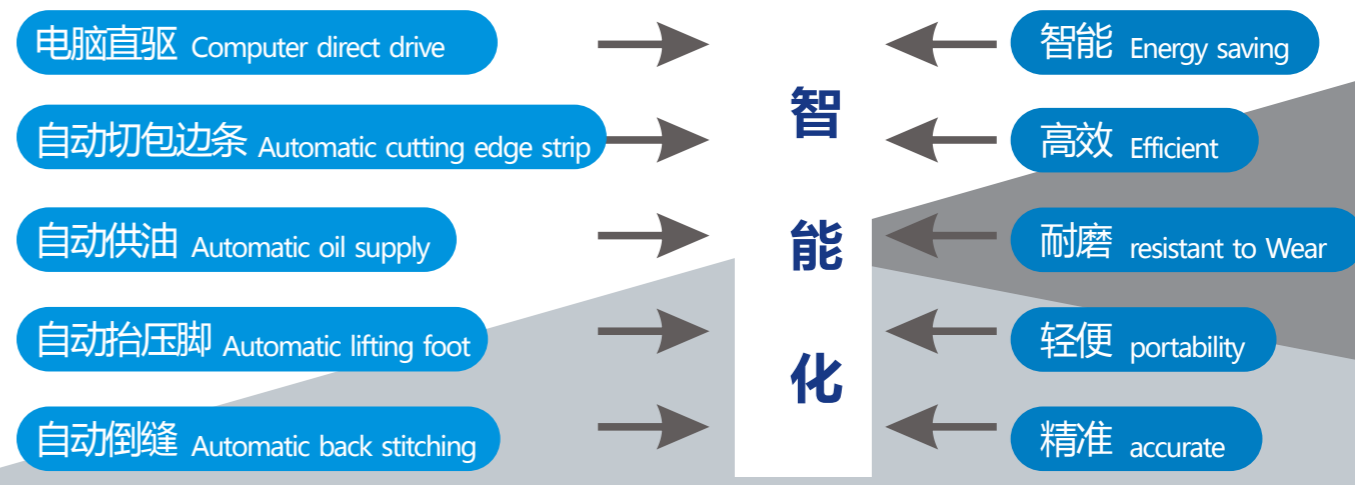 电脑直驱 Computer direct drive
自动切包边条 Automatic cutting edge strip
自动供油 Automatic oil supply
自动抬压脚 Automatic lifting foot
自动倒缝 Automatic back stitching
智
能
化
智能 Energy saving
高效 Efficient
耐磨 resistant to Wear
轻便 portability
精准 accurate